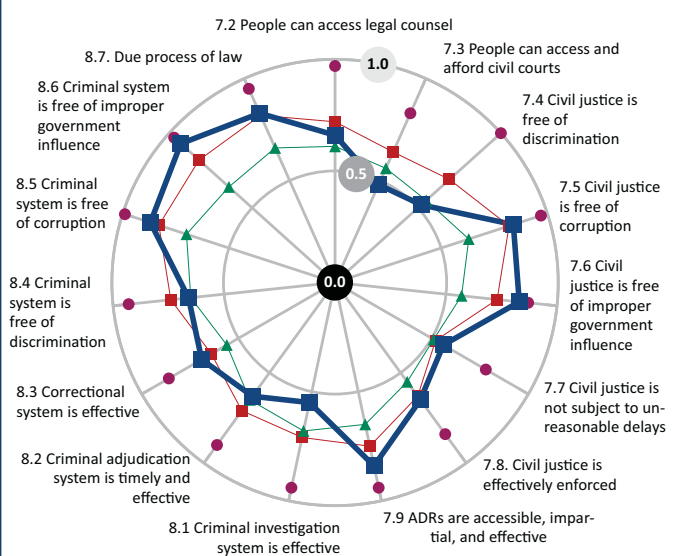 7.2 People can access legal counsel
1.0
7.3 People can access and
afford civil courts
7.4 Civil justice is
free of
discrimination
0.5
7.5 Civil justice
is free of
corruption
7.6 Civil
justice is free
of improper
government
influence
0.0
7.7 Civil justice is
not subject to un-
reasonable delays
7.8. Civil justice is
effectively enforced
7.9 ADRs are accessible, impar-
tial, and effective
8.1 Criminal investigation
system is effective
8.2 Criminal adjudication
system is timely and
effective
8.3 Correctional
system is effective
8.4 Criminal
system is
free of
discrimination
8.5 Criminal
system is free
of corruption
8.6 Criminal system
is free of improper
government
influence
8.7. Due process of law